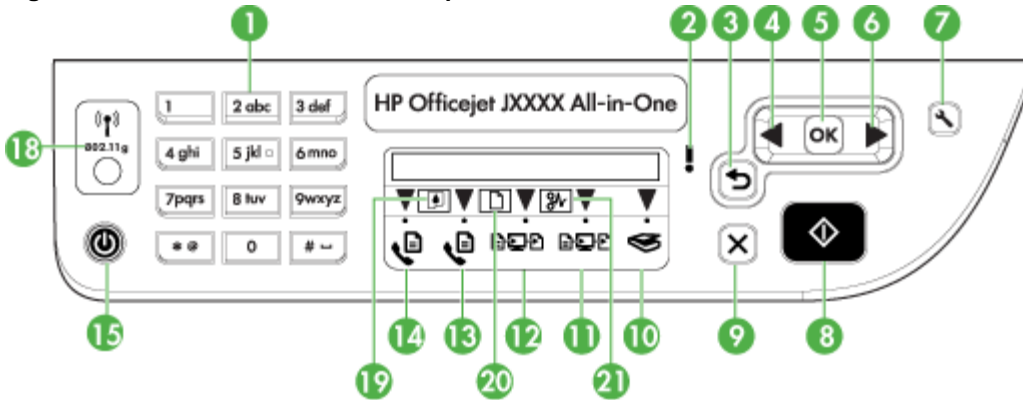 1 2 3 4 5 6 7
HP Officejet JXXXX All-in-One
1 2 abc 3 def
802.11g
18
4 ghi 5 jkl 6 mno
OK
7pqrs 8 tuv 9wxyz
* @ 0 # ⌴
15 14 13 12 11 10 9 8
19 20 21